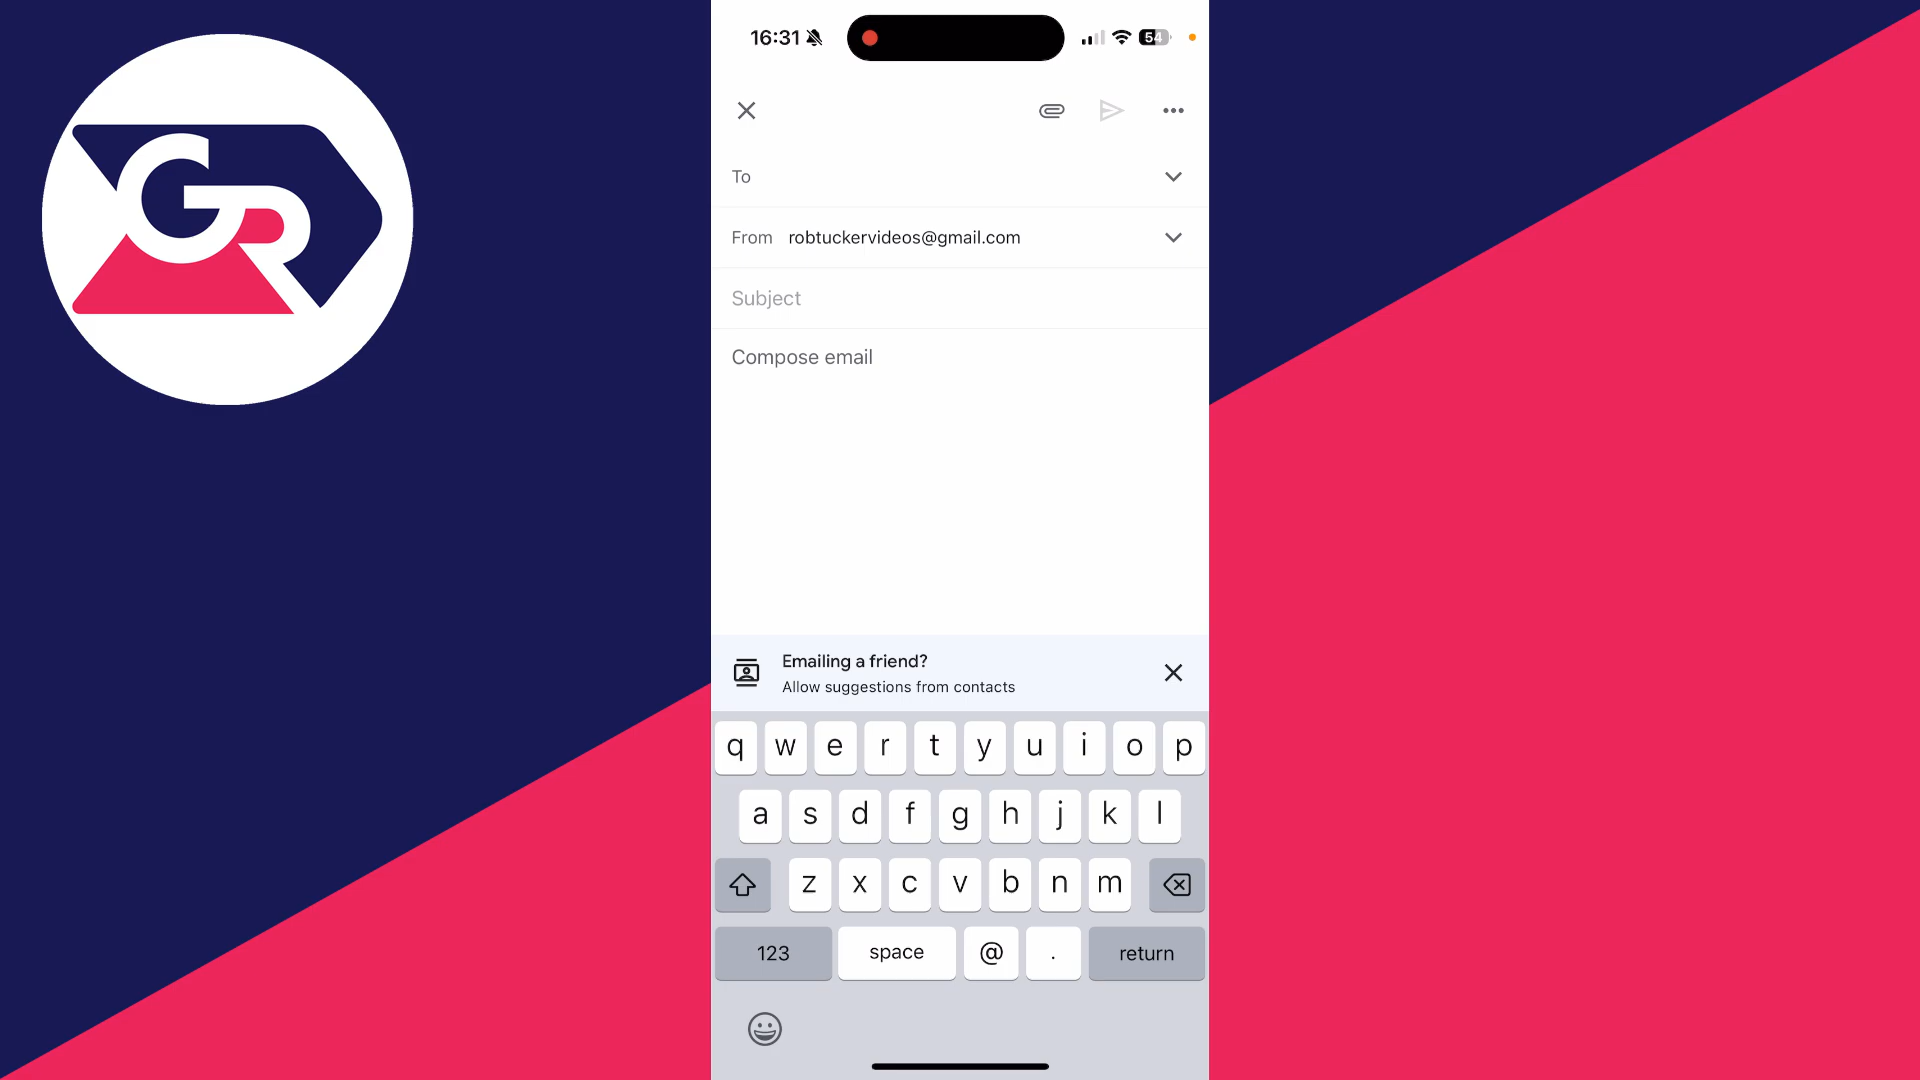 GR
16:31
54
To
From robtuckervideos@gmail.com
Subject
Compose email
Emailing a friend?
Allow suggestions from contacts
q w e r t y u i o p
a s d f g h j k l
z x c v b n m
123 space @ . return